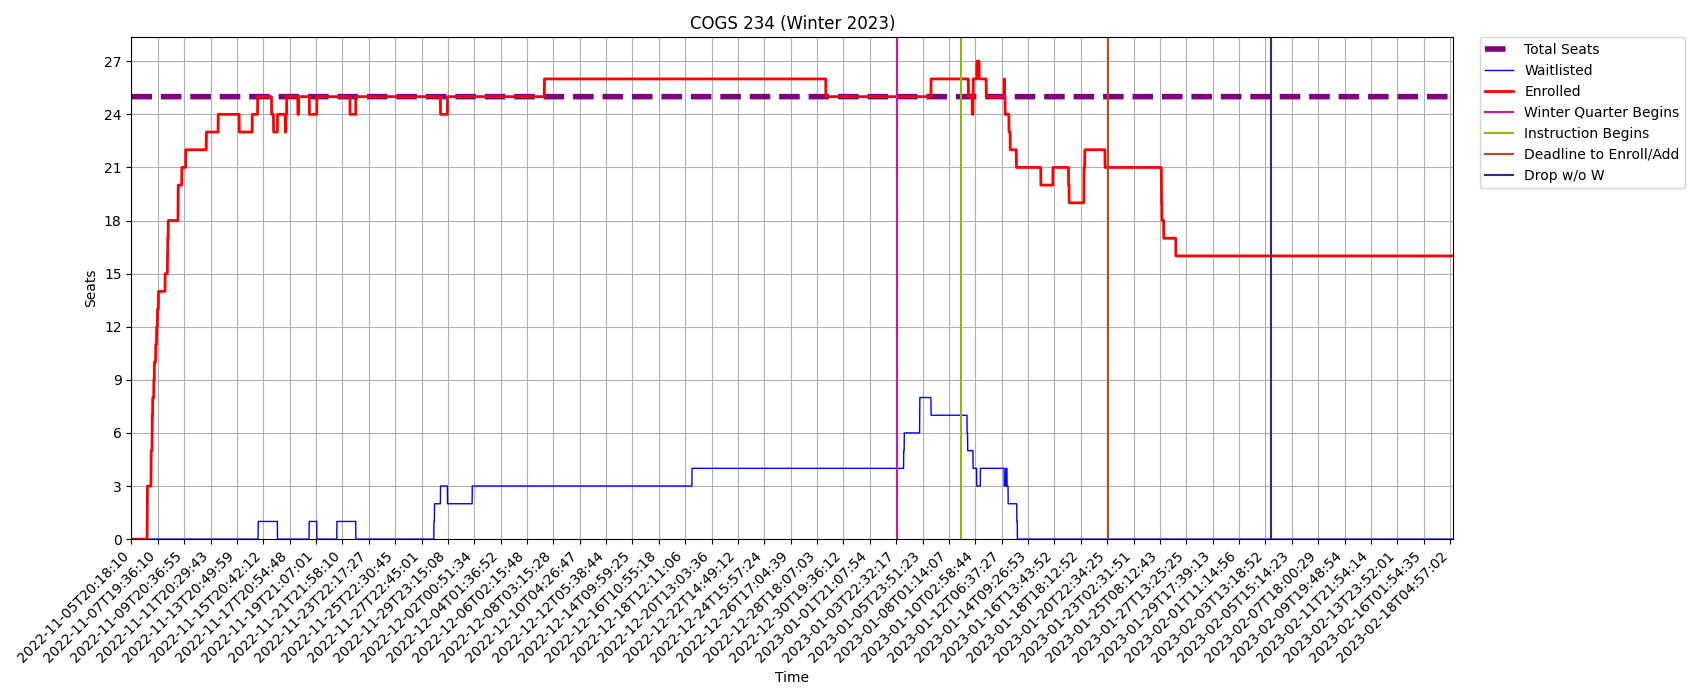 COGS 234 (Winter 2023)
Seats
27
24
21
18
15
12
9
6
3
0
2022-11-05T20:18:10
2022-11-07T19:36:10
2022-11-09T20:36:55
2022-11-11T20:29:43
2022-11-13T20:49:59
2022-11-15T20:42:12
2022-11-17T20:54:48
2022-11-19T21:07:01
2022-11-21T21:58:10
2022-11-23T22:17:27
2022-11-25T22:30:45
2022-11-27T22:45:01
2022-11-29T23:15:08
2022-12-02T00:51:34
2022-12-04T01:36:52
2022-12-06T02:15:48
2022-12-08T03:15:28
2022-12-10T04:26:47
2022-12-12T05:38:44
2022-12-14T09:59:25
2022-12-16T10:55:18
2022-12-18T12:11:06
2022-12-20T13:03:36
2022-12-22T14:49:12
2022-12-24T15:57:24
2022-12-26T17:04:39
2022-12-28T18:07:03
2022-12-30T19:36:12
2023-01-01T21:07:54
2023-01-03T22:32:17
2023-01-05T23:51:23
2023-01-08T01:14:07
2023-01-10T02:58:44
2023-01-12T06:37:27
2023-01-14T09:26:53
2023-01-16T13:43:52
2023-01-18T18:12:52
2023-01-20T22:34:25
2023-01-23T02:31:51
2023-01-25T08:12:43
2023-01-27T13:25:25
2023-01-29T17:39:13
2023-02-01T11:14:56
2023-02-03T13:18:52
2023-02-05T15:14:23
2023-02-07T18:00:29
2023-02-09T19:48:54
2023-02-11T21:54:14
2023-02-13T23:52:01
2023-02-16T01:54:35
2023-02-18T04:57:02
Time
Total Seats
Waitlisted
Enrolled
Winter Quarter Begins
Instruction Begins
Deadline to Enroll/Add
Drop w/o W